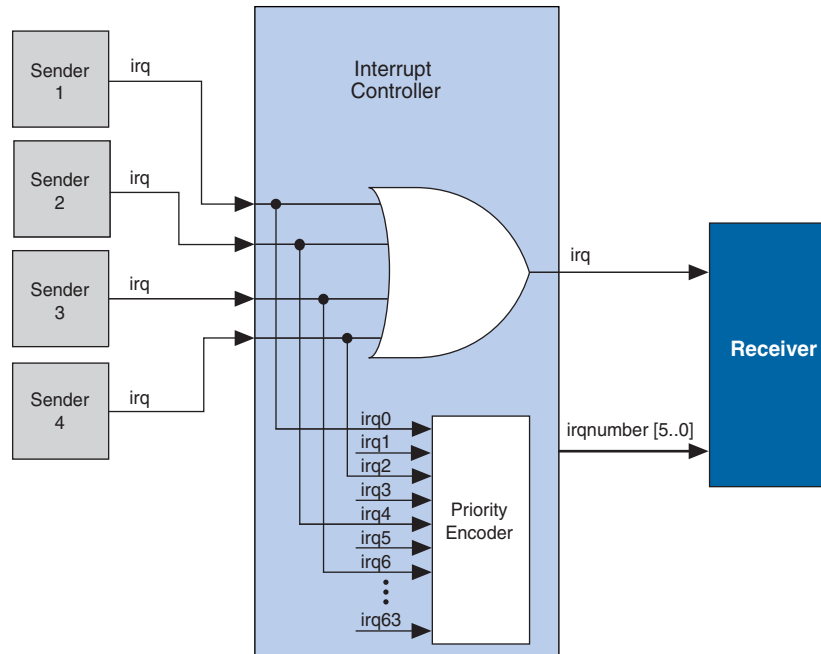 Sender
1
irq
Sender
2
irq
Sender
3
irq
Sender
4
irq
Interrupt
Controller
irq0
irq1
irq2
irq3
irq4
irq5
irq6
irq63
Priority
Encoder
irq
irqnumber [5..0]
Receiver